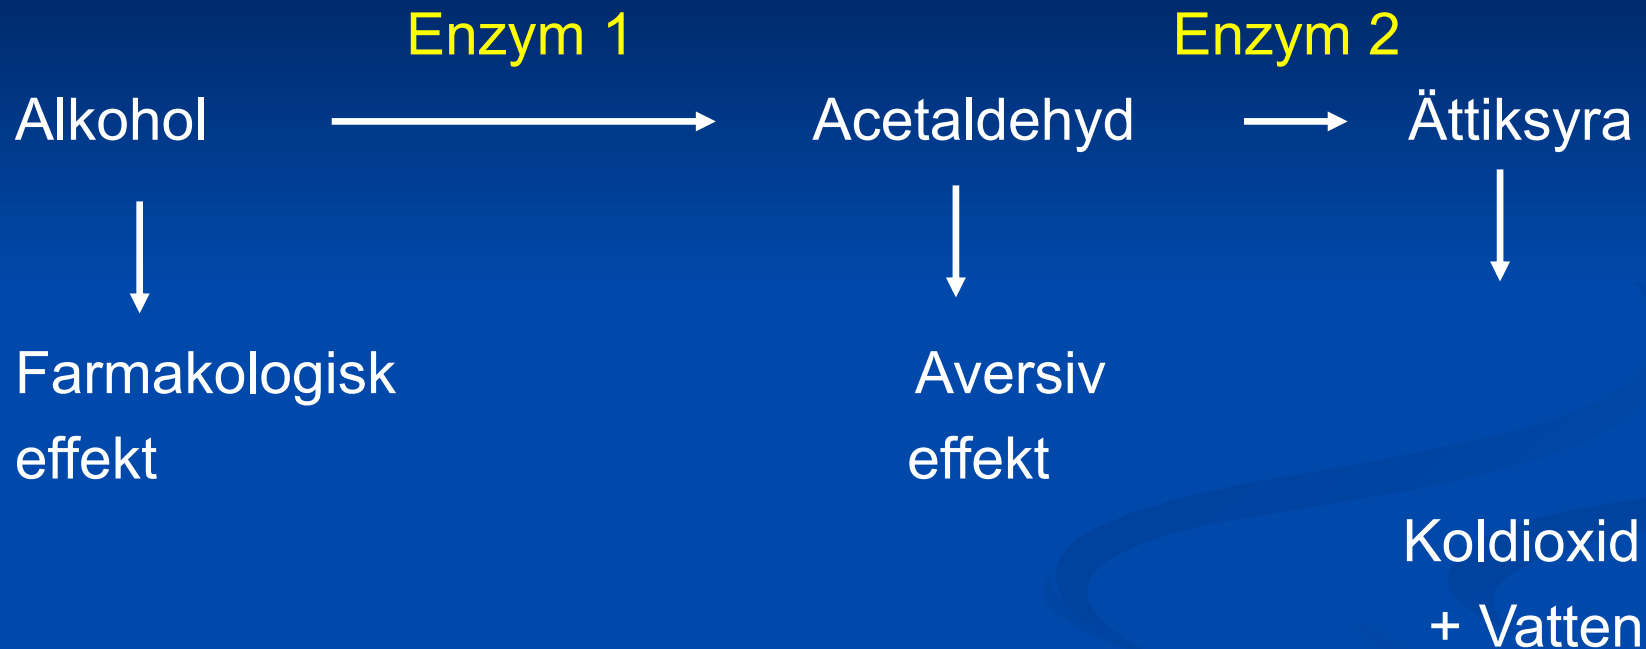 Enzym 1 Enzym 2
Alkohol Acetaldehyd Ättiksyra
Farmakologisk Aversiv
effekt effekt
Koldioxid
+ Vatten